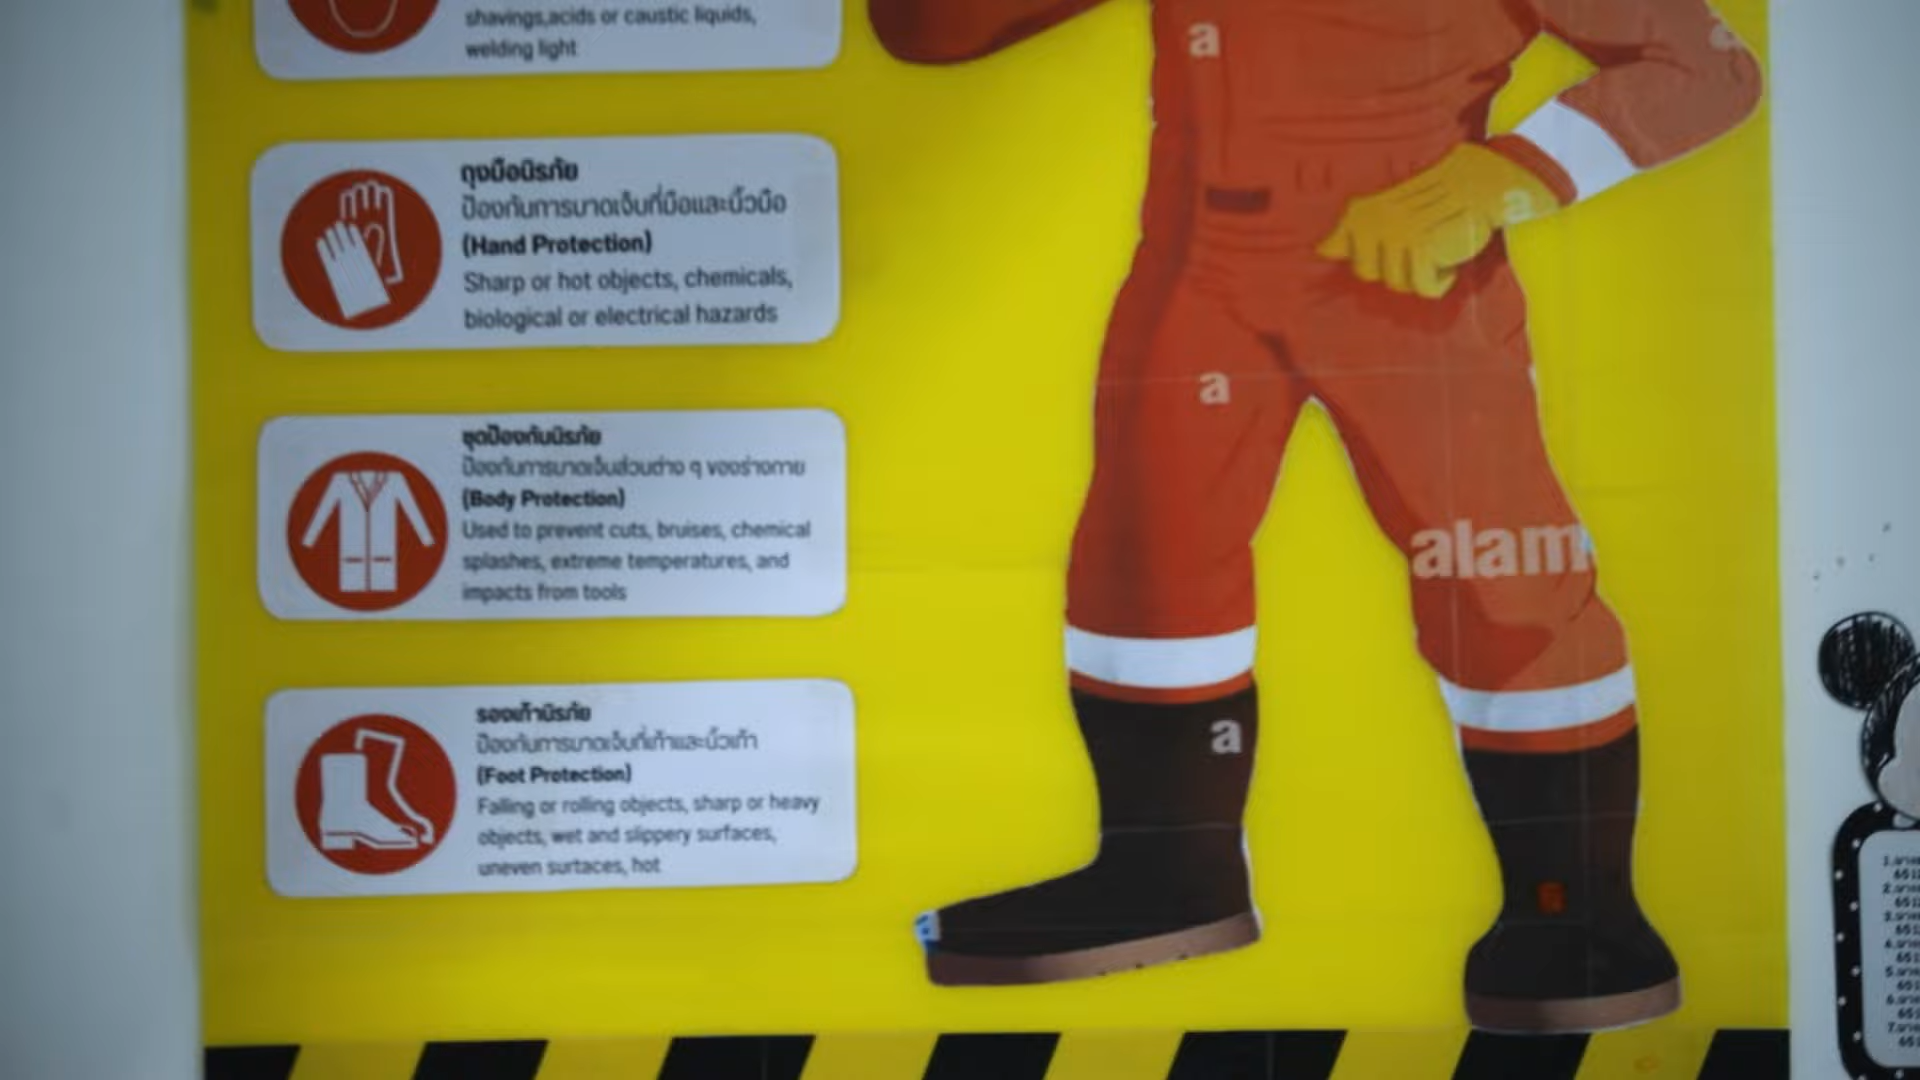 shavings,acids or caustic liquids,
welding light
ถุงมือนิรภัย
ป้องกันการบาดเจ็บที่มือและนิ้วมือ
(Hand Protection)
Sharp or hot objects, chemicals,
biological or electrical hazards
ชุดป้องกันนิรภัย
ป้องกันการบาดเจ็บส่วนต่าง ๆ ของร่างกาย
(Body Protection)
Used to prevent cuts, bruises, chemical
splashes, extreme temperatures, and
impacts from tools
รองเท้านิรภัย
ป้องกันการบาดเจ็บที่เท้าและนิ้วเท้า
(Foot Protection)
Falling or rolling objects, sharp or heavy
objects, wet and slippery surfaces,
uneven surtaces, hot
a
a
a
alam
a